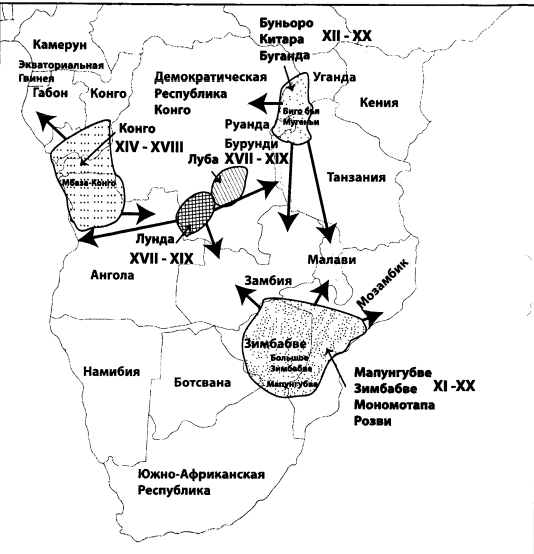 Буньоро
Китара XII - XX
Буганда
Камерун
Экваториальная
Гвинея
Габон
Конго
Демократическая
Республика
Конго
Уганда
Кения
Биго бья
Мугеньи
Руанда
Бурунди
Конго
XIV - XVIII
Мбаза-Конго
Луба XVII - XIX
Танзания
Лунда
XVII - XIX
Ангола
Малави
Замбия
Мозамбик
Зимбабве
Большое
Зимбабве
Мапунгубве
Намибия
Ботсвана
Мапунгубве
Зимбабве XI -XX
Мономотапа
Розви
Южно-Африканская
Республика